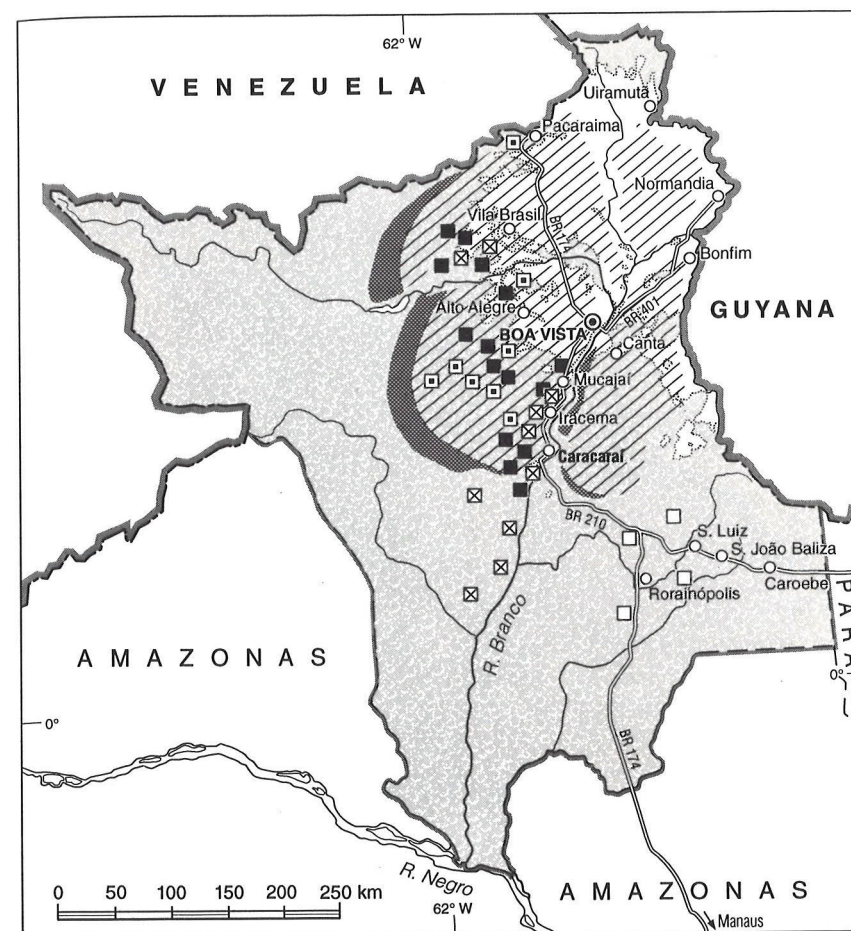 62° W
VENEZUELA
Uiramutã
Pacaraima
Normandia
Vila Brasil
BR 174
Bonfim
GUYANA
Alto Alegre
BR 401
BOA VISTA
Cantá
Mucajaí
Iracema
Caracaraí
BR 210
S. Luiz
S. João Baliza
Caroebe
Rorainópolis
PARÁ
R. Branco
AMAZONAS
0°
0°
BR 174
R. Negro
AMAZONAS
0 50 100 150 200 250 km
62° W
Manaus